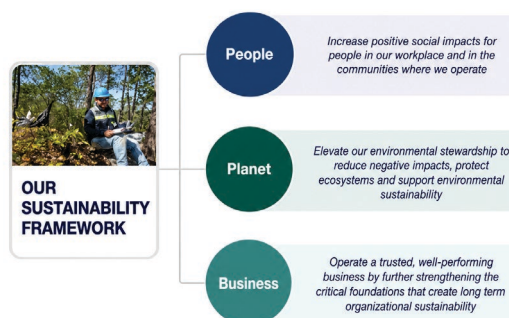 OUR
SUSTAINABILITY
FRAMEWORK
People
Increase positive social impacts for
people in our workplace and in the
communities where we operate
Planet
Elevate our environmental stewardship to
reduce negative impacts, protect
ecosystems and support environmental
sustainability
Business
Operate a trusted, well-performing
business by further strengthening the
critical foundations that create long term
organizational sustainability